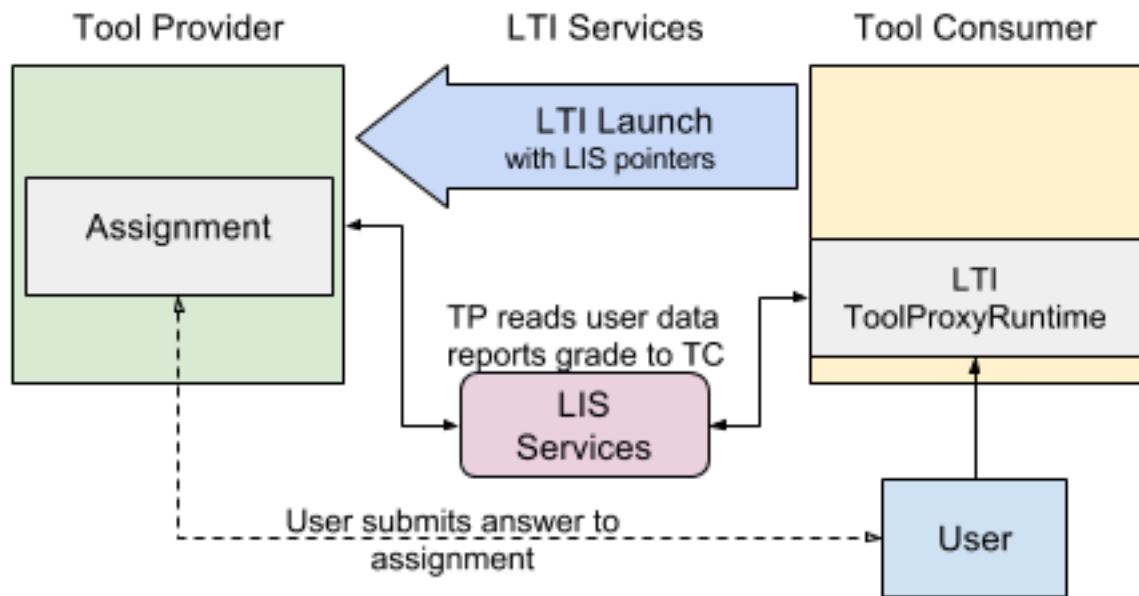 Tool Provider
LTI Services
Tool Consumer
LTI Launch
with LIS pointers
Assignment
LTI
ToolProxyRuntime
TP reads user data
reports grade to TC
LIS
Services
User submits answer to
assignment
User